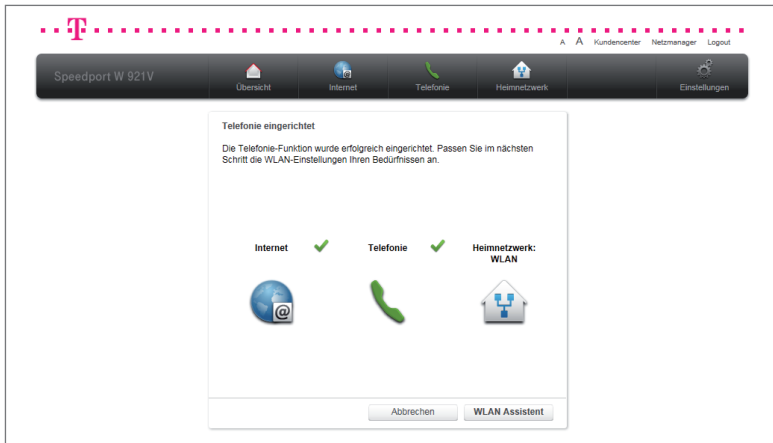 T
A A Kundencenter Netzmanager Logout
Speedport W 921V
Übersicht Internet Telefonie Heimnetzwerk Einstellungen
Telefonie eingerichtet
Die Telefonie-Funktion wurde erfolgreich eingerichtet. Passen Sie im nächsten
Schritt die WLAN-Einstellungen Ihren Bedürfnissen an.
Internet Telefonie Heimnetzwerk:
WLAN
@
Abbrechen WLAN Assistent